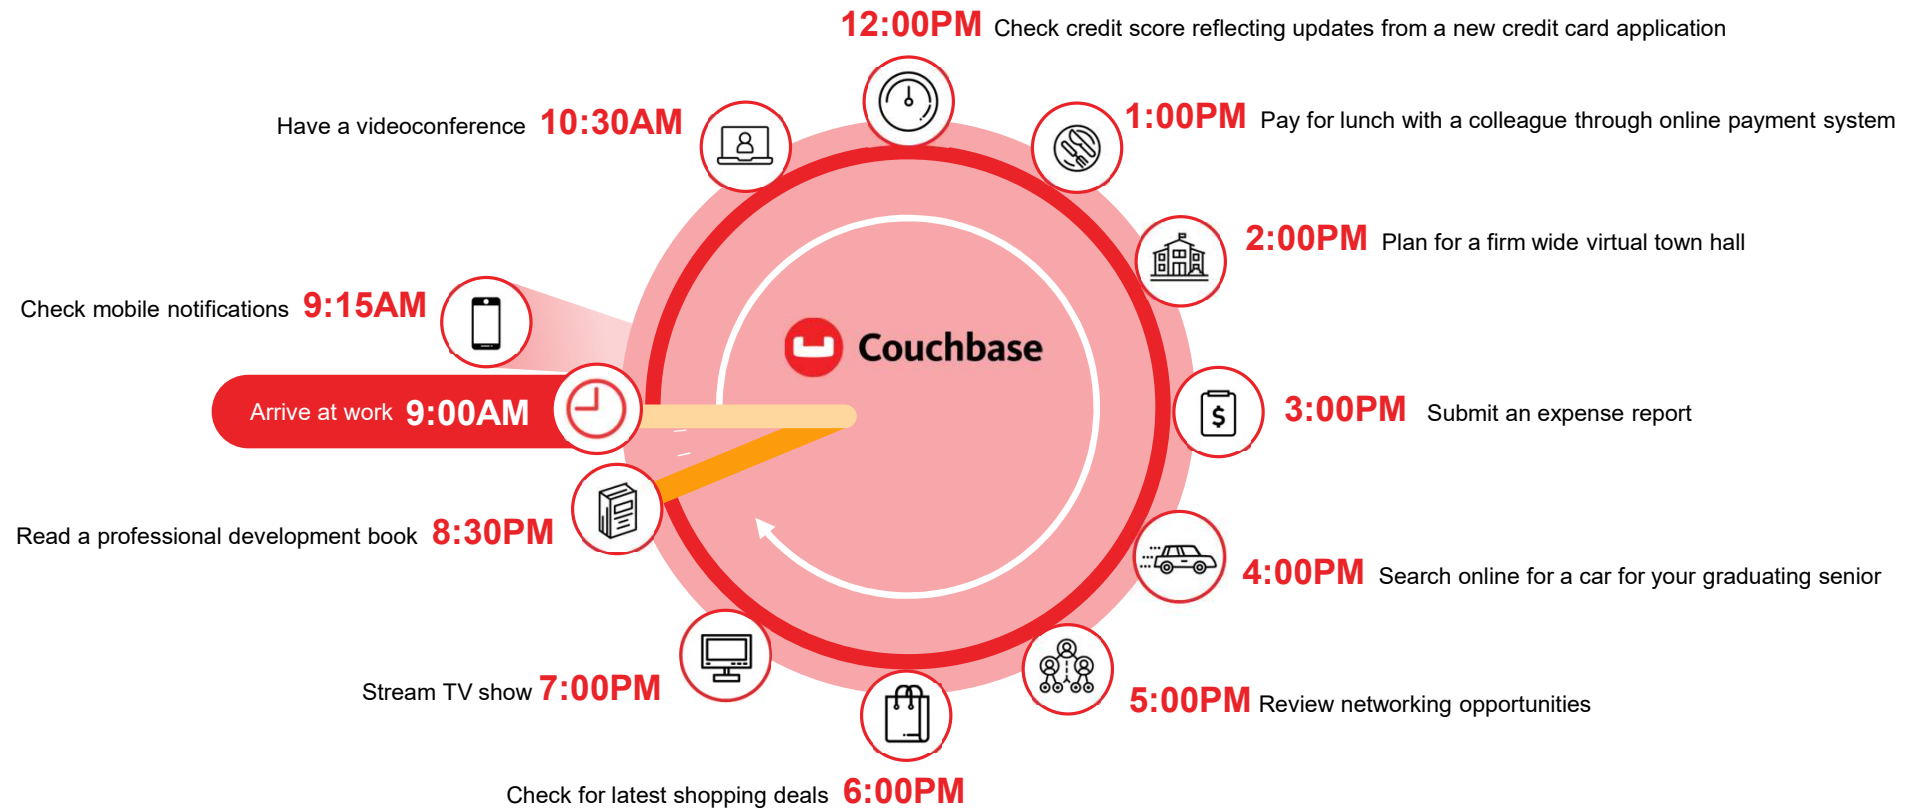 12:00PM Check credit score reflecting updates from a new credit card application
Have a videoconference 10:30AM
1:00PM Pay for lunch with a colleague through online payment system
2:00PM Plan for a firm wide virtual town hall
Check mobile notifications 9:15AM
Couchbase
Arrive at work 9:00AM
3:00PM Submit an expense report
$
Read a professional development book 8:30PM
4:00PM Search online for a car for your graduating senior
Stream TV show 7:00PM
5:00PM Review networking opportunities
Check for latest shopping deals 6:00PM